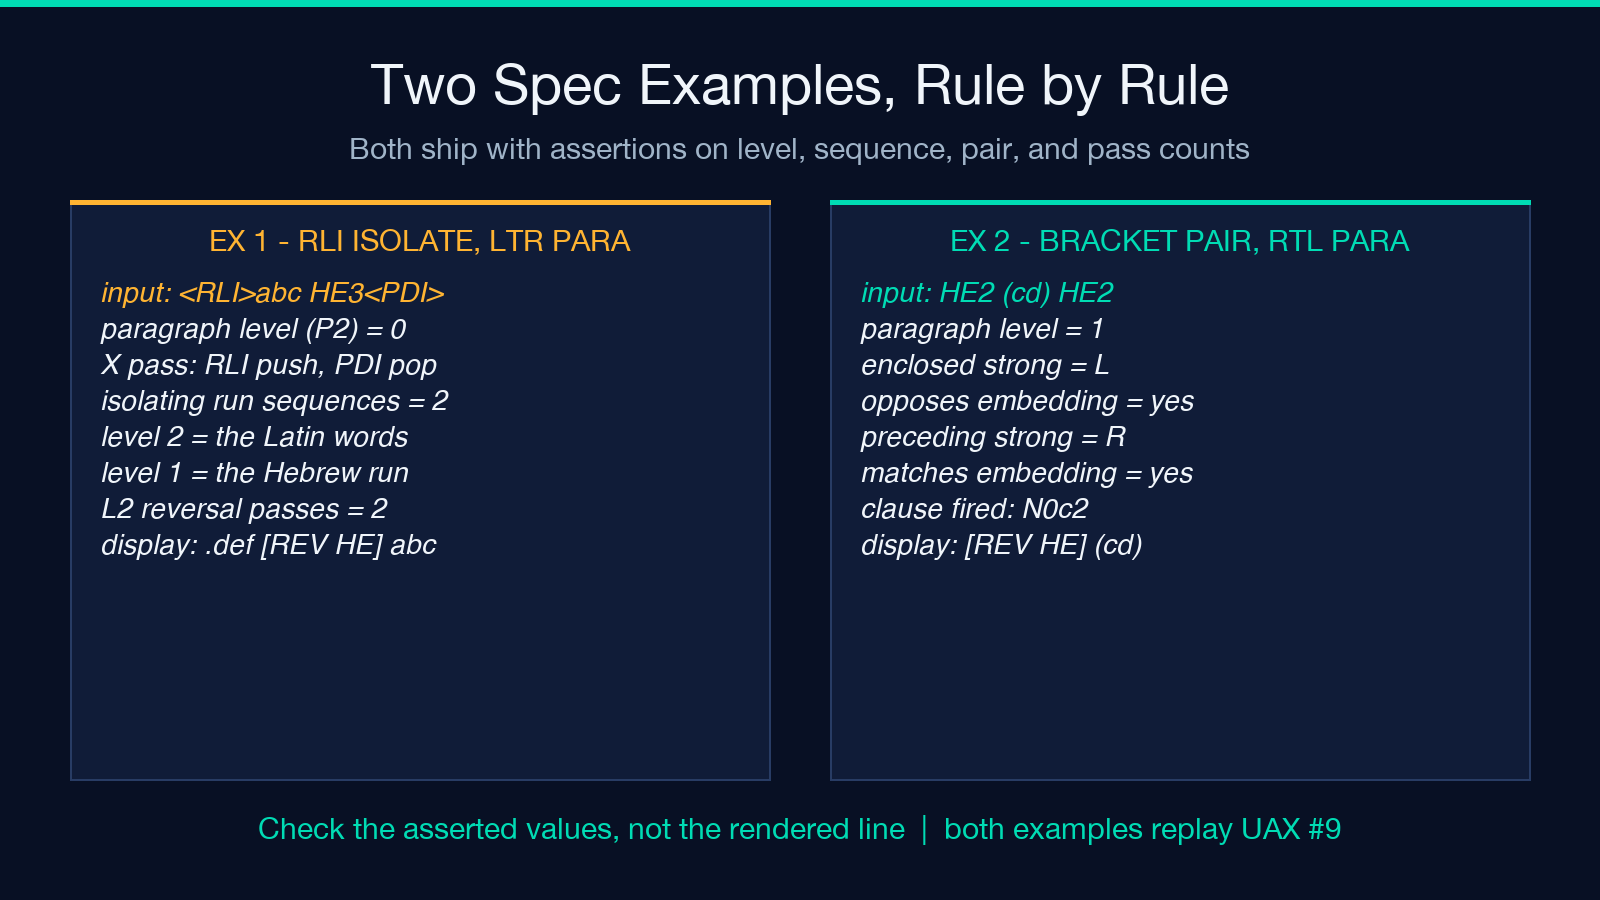 Two Spec Examples, Rule by Rule
Both ship with assertions on level, sequence, pair, and pass counts
EX 1 - RLI ISOLATE, LTR PARA
input: <RLI>abc HE3<PDI>
paragraph level (P2) = 0
X pass: RLI push, PDI pop
isolating run sequences = 2
level 2 = the Latin words
level 1 = the Hebrew run
L2 reversal passes = 2
display: .def [REV HE] abc
EX 2 - BRACKET PAIR, RTL PARA
input: HE2 (cd) HE2
paragraph level = 1
enclosed strong = L
opposes embedding = yes
preceding strong = R
matches embedding = yes
clause fired: N0c2
display: [REV HE] (cd)
Check the asserted values, not the rendered line | both examples replay UAX #9